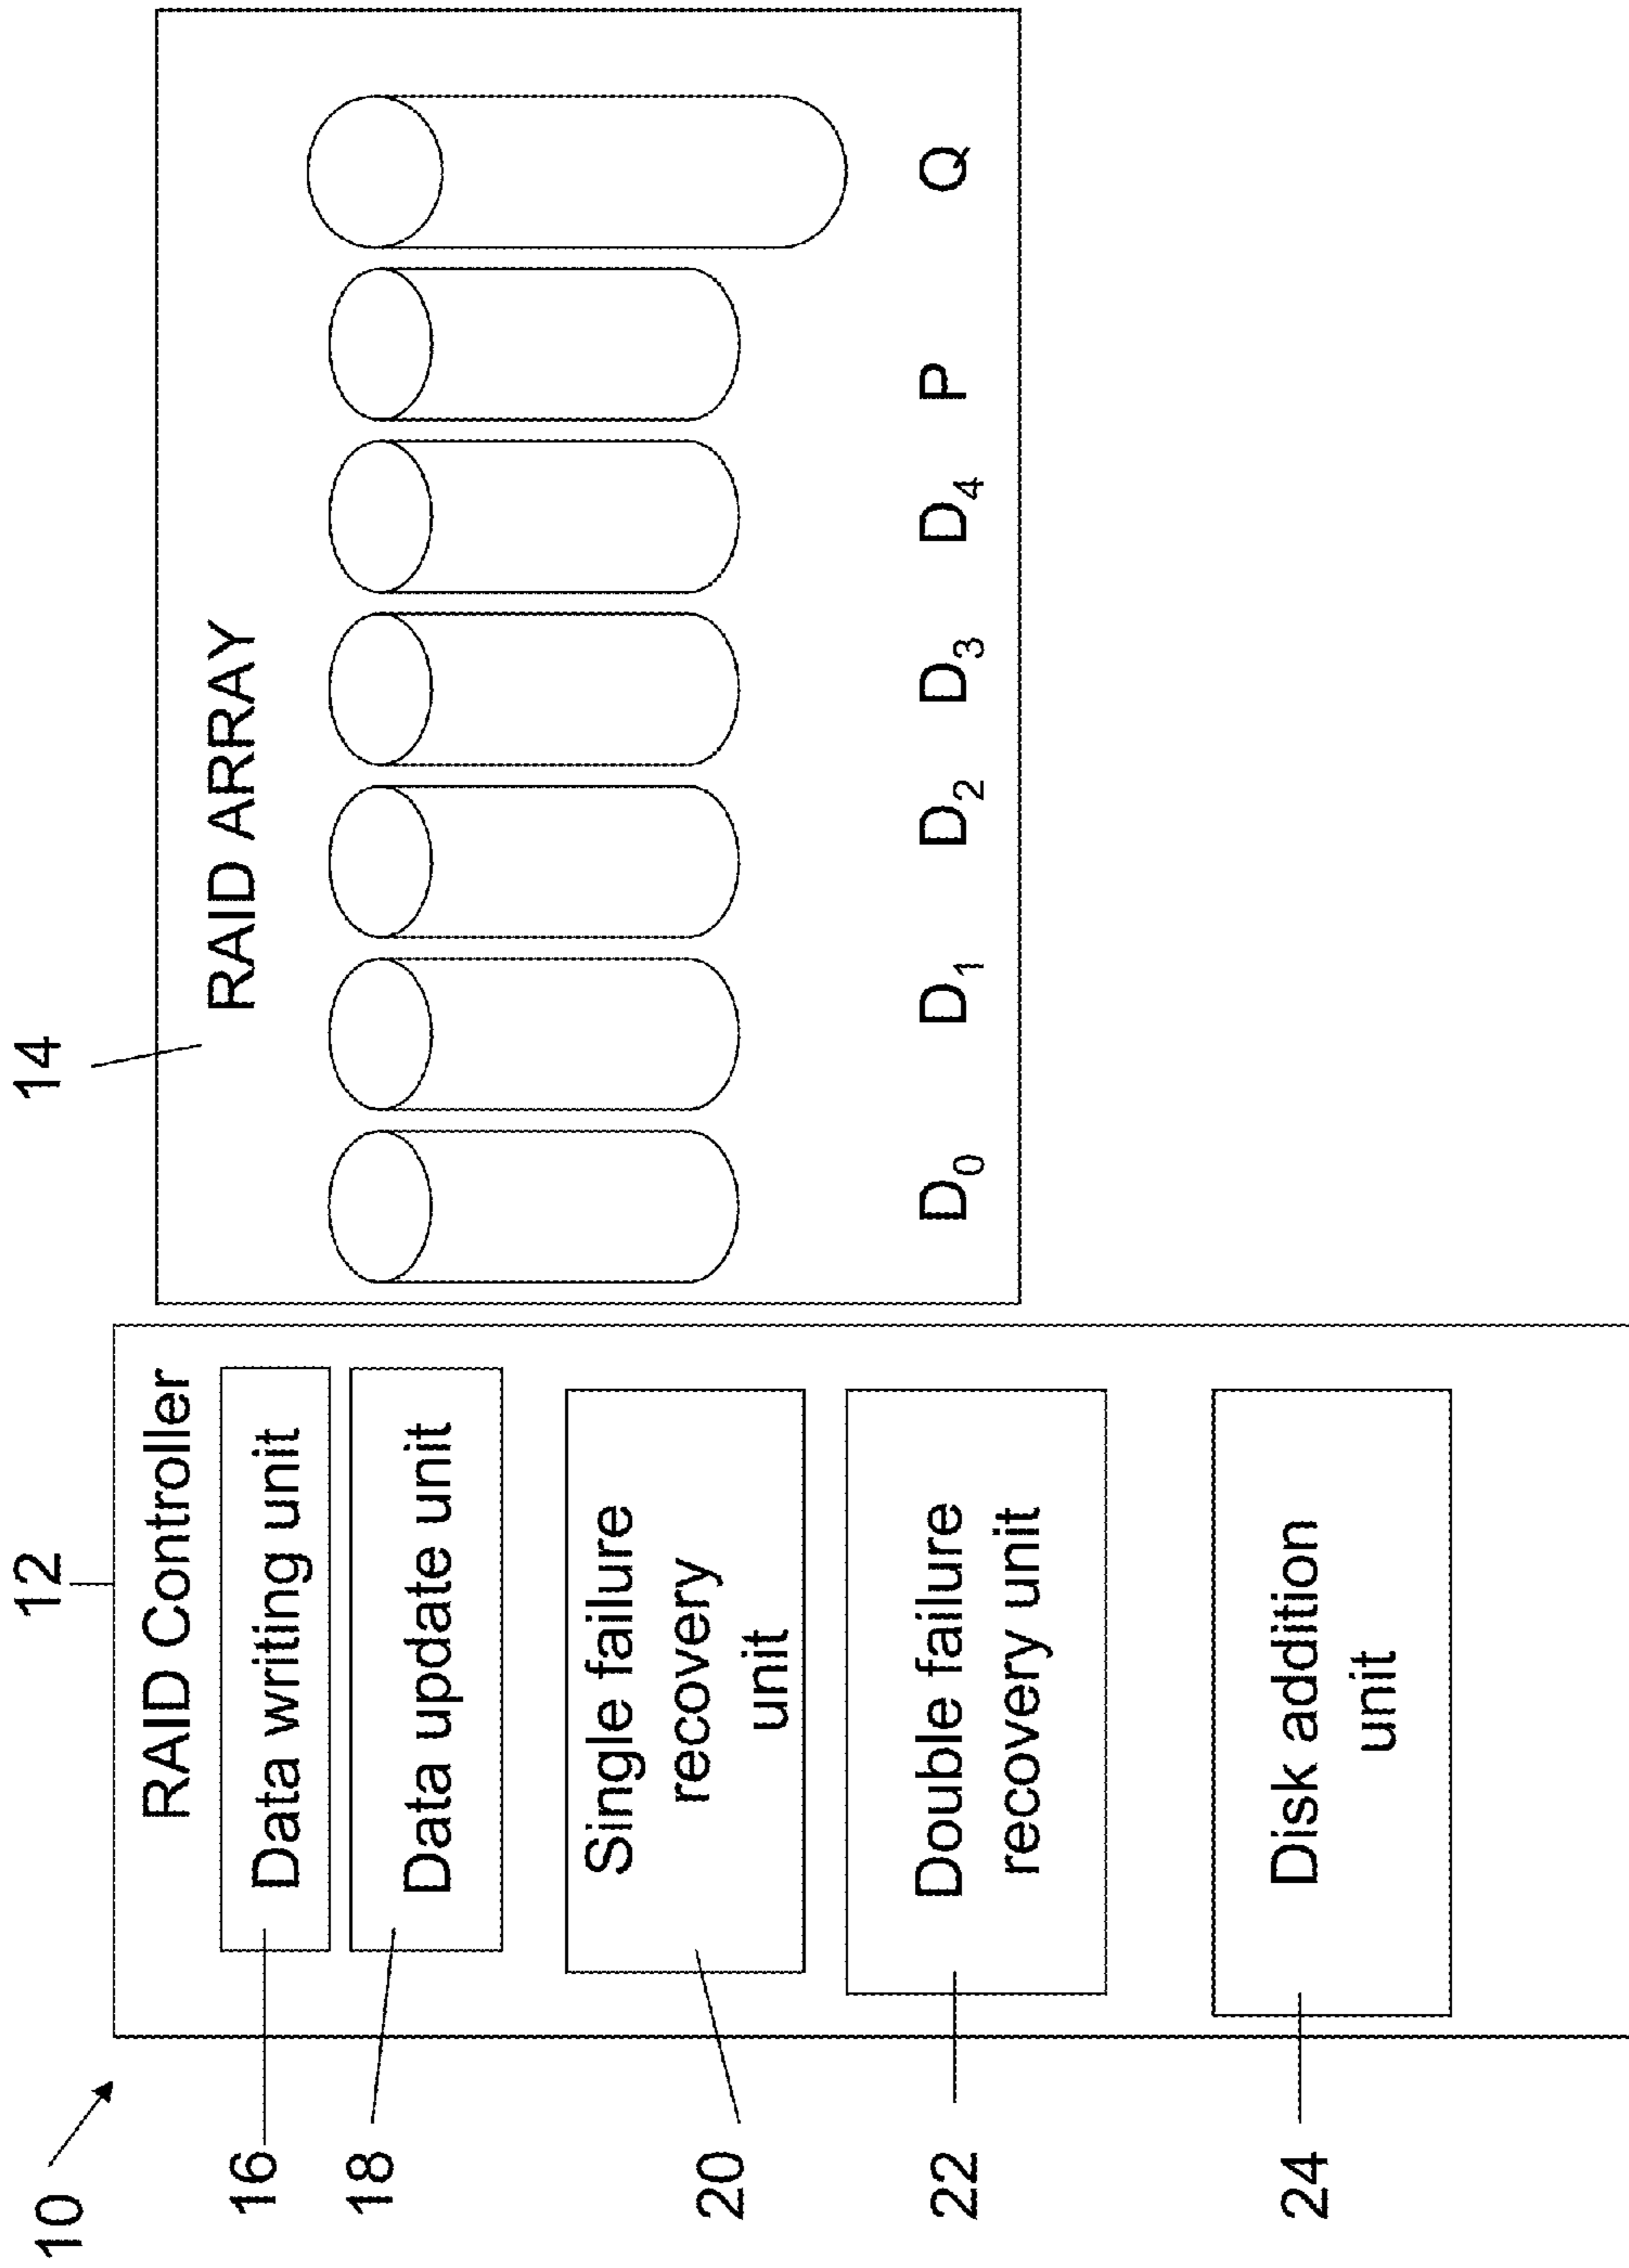 10
12
14
RAID Controller
RAID ARRAY
16
Data writing unit
18
Data update unit
20
Single failure
recovery
unit
22
Double failure
recovery unit
24
Disk addition
unit
D₀ D₁ D₂ D₃ D₄ P Q